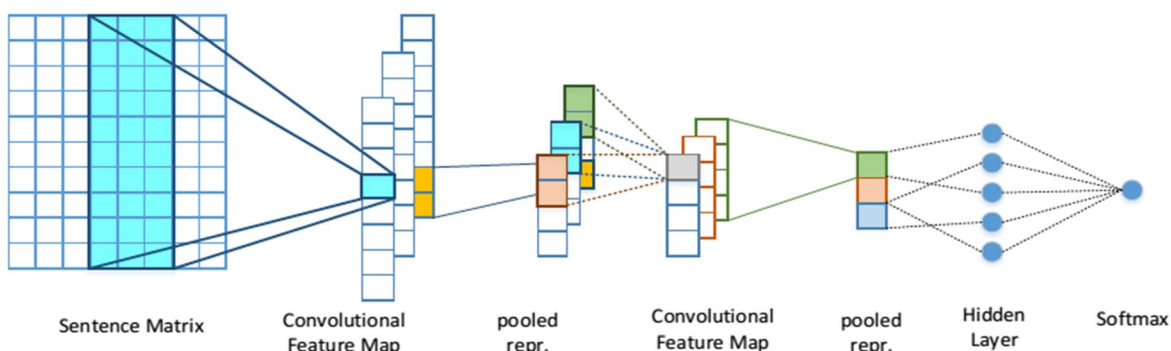 Sentence Matrix
Convolutional
Feature Map
pooled
repr.
Convolutional
Feature Map
pooled
repr.
Hidden
Layer
Softmax